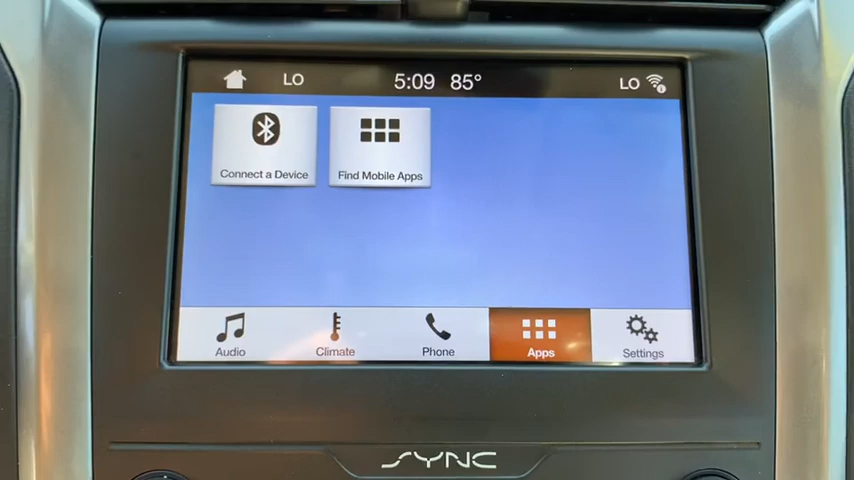 LO 5:09 85° LO
Connect a Device
Find Mobile Apps
Audio
Climate
Phone
Apps
Settings
SYNC